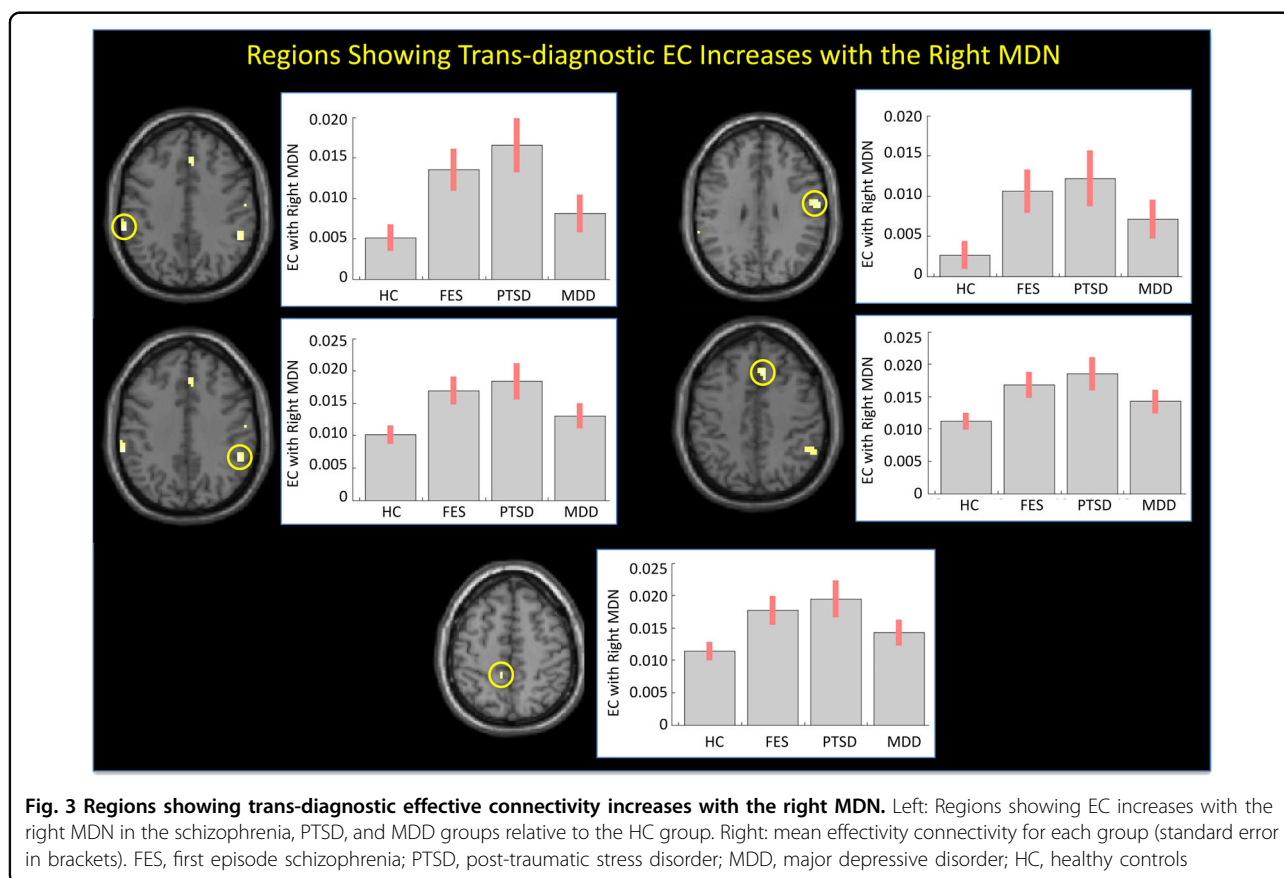 Regions Showing Trans-diagnostic EC Increases with the Right MDN
EC with Right MDN
0.020
0.015
0.010
0.005
0
HC FES PTSD MDD
EC with Right MDN
0.020
0.015
0.010
0.005
0
HC FES PTSD MDD
EC with Right MDN
0.025
0.020
0.015
0.010
0.005
0
HC FES PTSD MDD
EC with Right MDN
0.025
0.020
0.015
0.010
0.005
0
HC FES PTSD MDD
EC with Right MDN
0.025
0.020
0.015
0.010
0.005
0
HC FES PTSD MDD
Fig. 3 Regions showing trans-diagnostic effective connectivity increases with the right MDN. Left: Regions showing EC increases with the
right MDN in the schizophrenia, PTSD, and MDD groups relative to the HC group. Right: mean effectivity connectivity for each group (standard error
in brackets). FES, first episode schizophrenia; PTSD, post-traumatic stress disorder; MDD, major depressive disorder; HC, healthy controls